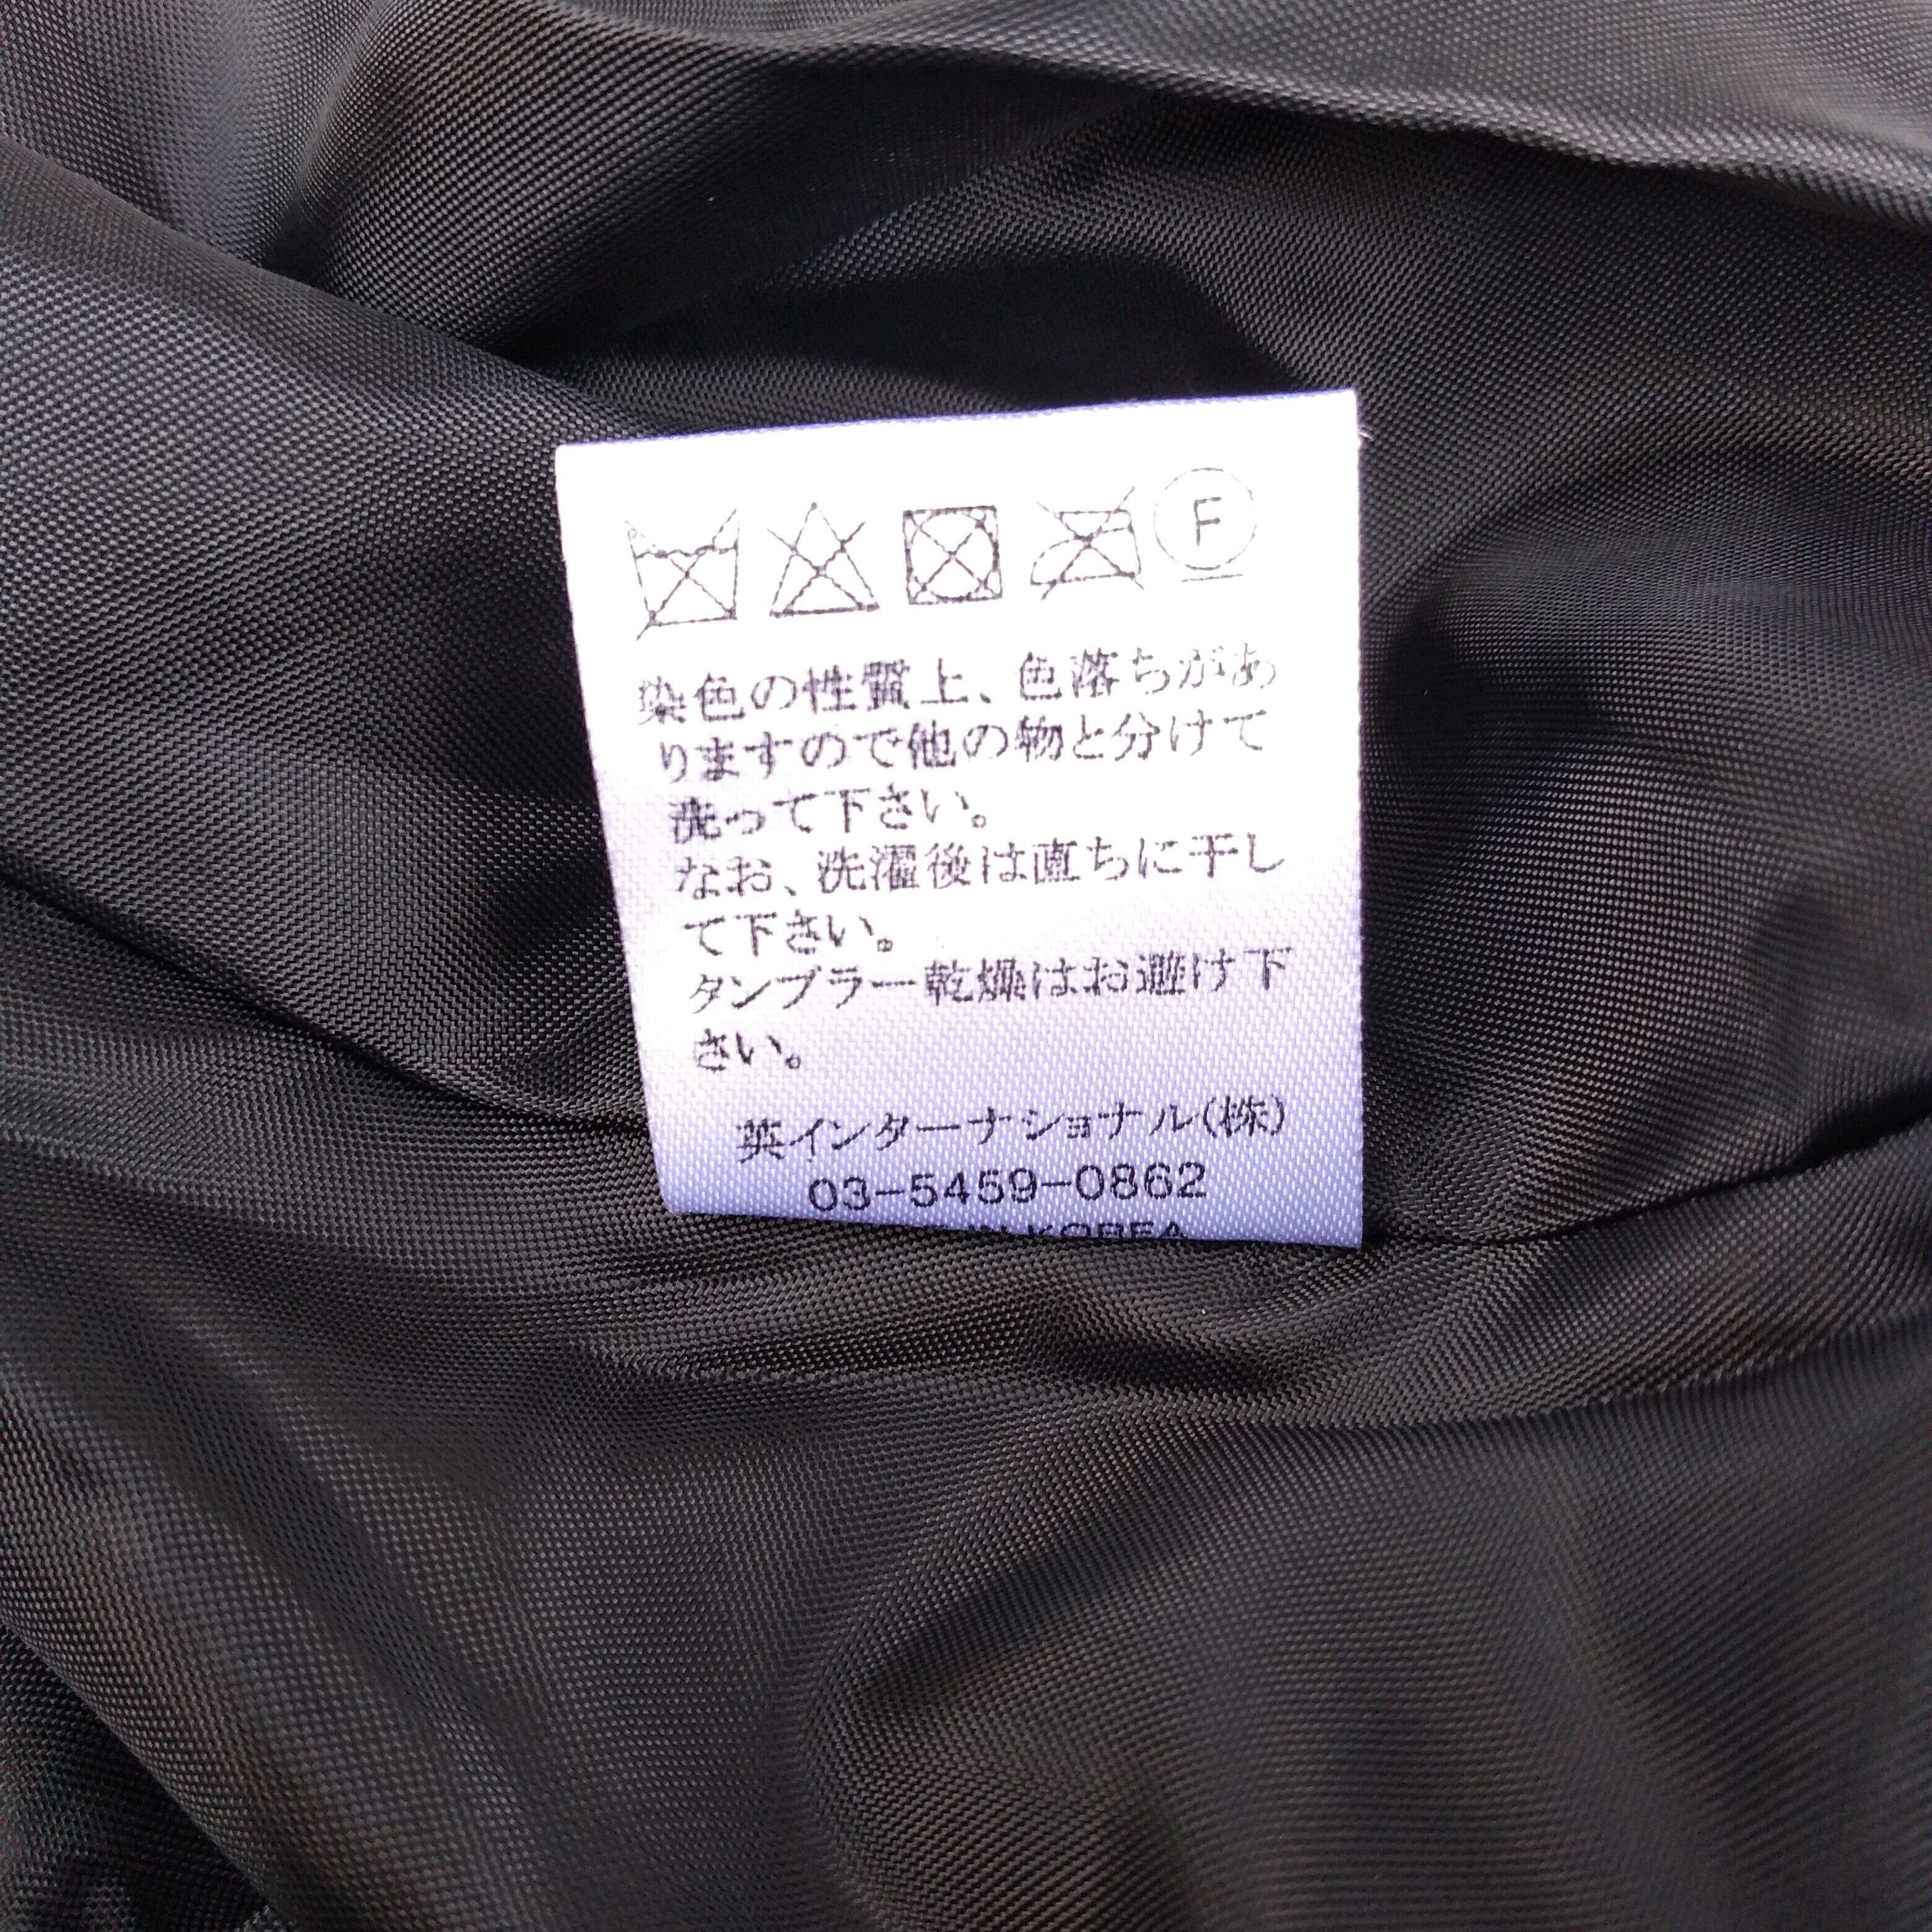 F
染色の性質上、色落ちがあ
りますので他の物と分けて
洗って下さい。
なお、洗濯後は直ちに干し
て下さい。
タンブラー乾燥はお避け下
さい。
英インターナショナル(株)
03-5459-0862
IN KOREA